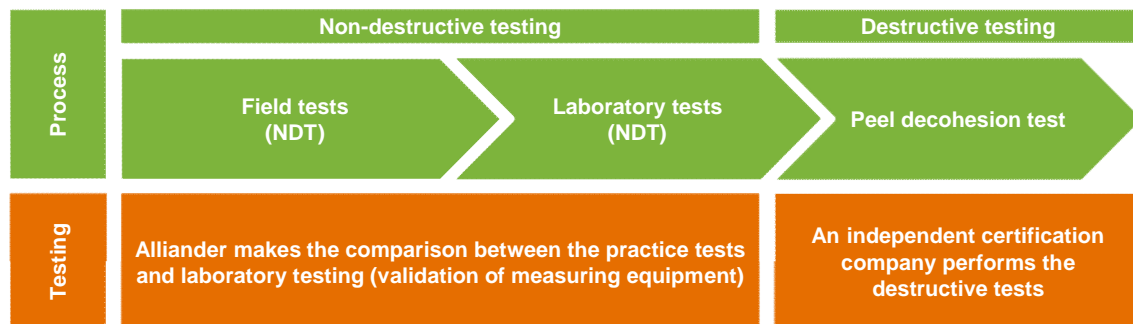 Non-destructive testing
Destructive testing
Process
Field tests
(NDT)
Laboratory tests
(NDT)
Peel decohesion test
Testing
Alliander makes the comparison between the practice tests
and laboratory testing (validation of measuring equipment)
An independent certification
company performs the
destructive tests